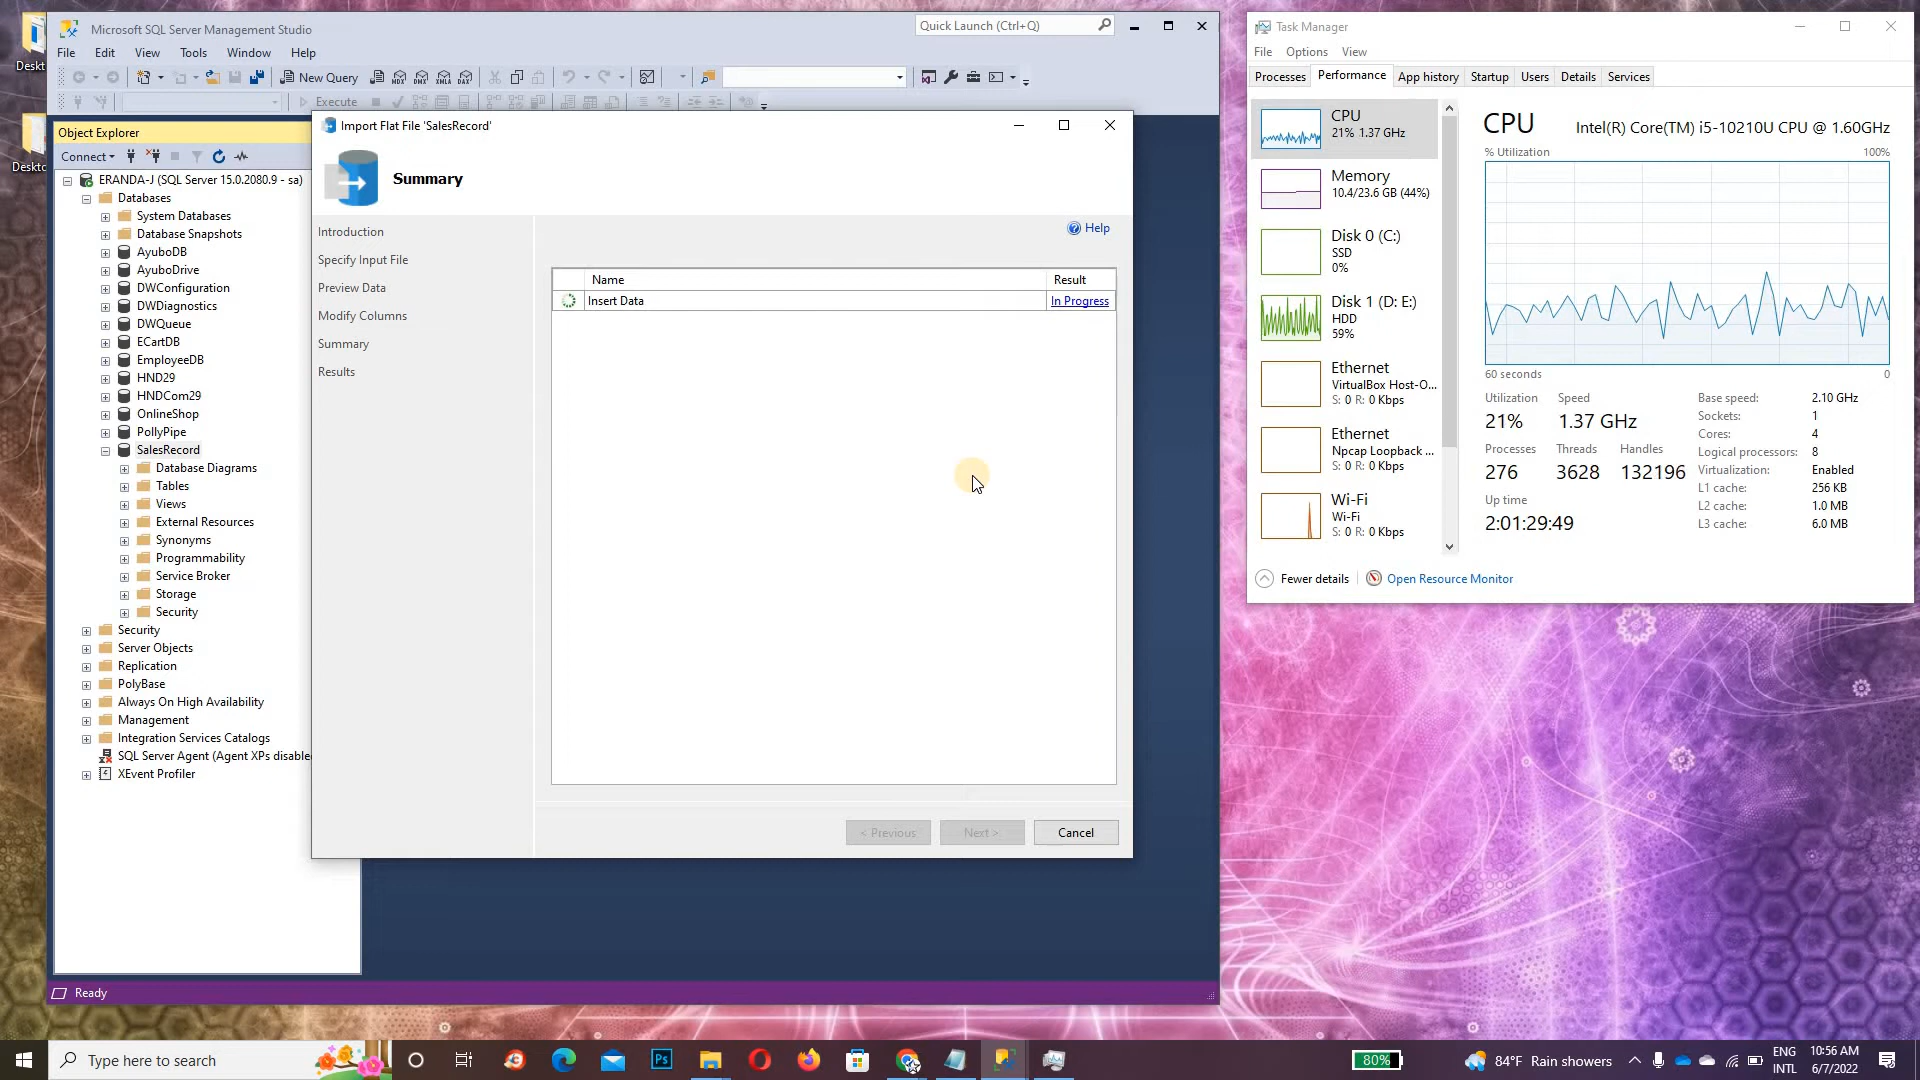 Deskt
Deskto
Microsoft SQL Server Management Studio
Quick Launch (Ctrl+Q)
File Edit View Tools Window Help
New Query
Execute
Object Explorer
Connect
ERANDA-J (SQL Server 15.0.2080.9 - sa)
Databases
System Databases
Database Snapshots
AyuboDB
AyuboDrive
DWConfiguration
DWDiagnostics
DWQueue
ECartDB
EmployeeDB
HND29
HNDCom29
OnlineShop
PollyPipe
SalesRecord
Database Diagrams
Tables
Views
External Resources
Synonyms
Programmability
Service Broker
Storage
Security
Security
Server Objects
Replication
PolyBase
Always On High Availability
Management
Integration Services Catalogs
SQL Server Agent (Agent XPs disable
XEvent Profiler
Ready
Import Flat File 'SalesRecord'
Summary
Introduction
Specify Input File
Preview Data
Modify Columns
Summary
Results
Help
Name Result
Insert Data In Progress
< Previous Next > Cancel
Task Manager
File Options View
Processes Performance App history Startup Users Details Services
CPU
21% 1.37 GHz
Memory
10.4/23.6 GB (44%)
Disk 0 (C:)
SSD
0%
Disk 1 (D: E:)
HDD
59%
Ethernet
VirtualBox Host-O...
S: 0 R: 0 Kbps
Ethernet
Npcap Loopback ...
S: 0 R: 0 Kbps
Wi-Fi
Wi-Fi
S: 0 R: 0 Kbps
CPU Intel(R) Core(TM) i5-10210U CPU @ 1.60GHz
% Utilization 100%
60 seconds 0
Utilization Speed
21% 1.37 GHz
Processes Threads Handles
276 3628 132196
Up time
2:01:29:49
Base speed: 2.10 GHz
Sockets: 1
Cores: 4
Logical processors: 8
Virtualization: Enabled
L1 cache: 256 KB
L2 cache: 1.0 MB
L3 cache: 6.0 MB
Fewer details Open Resource Monitor
Type here to search
Ps
80%
84°F Rain showers
ENG
INTL
10:56 AM
6/7/2022